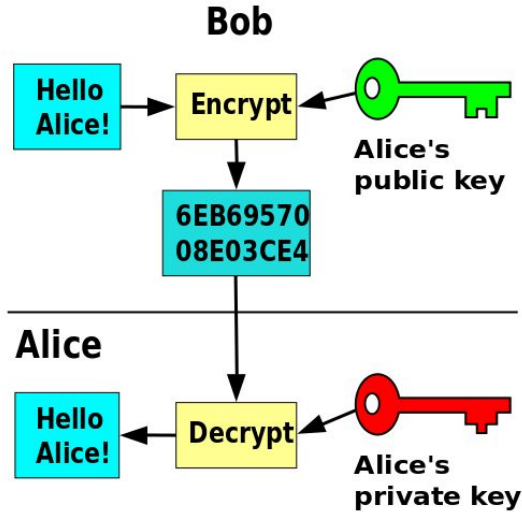 Bob
Hello
Alice!
Encrypt
Alice's
public key
6EB69570
08E03CE4
Alice
Hello
Alice!
Decrypt
Alice's
private key